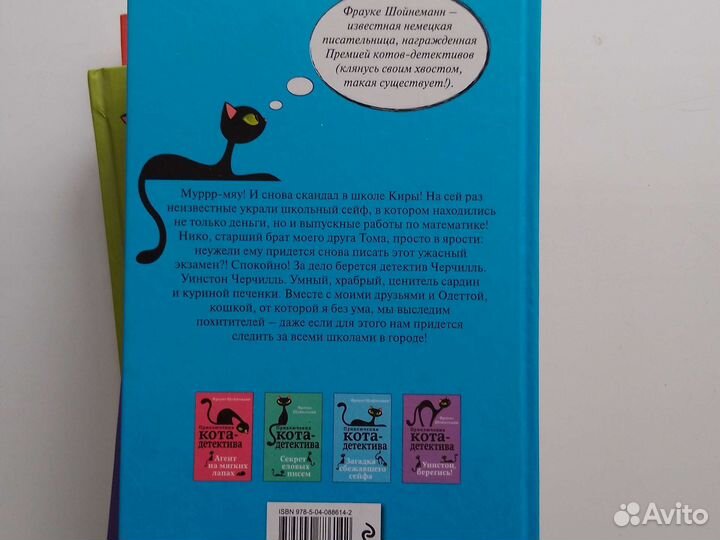 Фрауке Шойнеманн –
известная немецкая
писательница, награжденная
Премией котов-детективов
(клянусь своим хвостом,
такая существует!).
Муррр-мяу! И снова скандал в школе Киры! На сей раз
неизвестные украли школьный сейф, в котором находились
не только деньги, но и выпускные работы по математике!
Нико, старший брат моего друга Тома, просто в ярости:
неужели ему придется снова писать этот ужасный
экзамен?! Спокойно! За дело берется детектив Черчилль.
Уинстон Черчилль. Умный, храбрый, ценитель сардин
и куриной печенки. Вместе с моими друзьями и Одеттой,
кошкой, от которой я без ума, мы выследим
похитителей – даже если для этого нам придется
следить за всеми школами в городе!
Фрауке Шойнеманн
Приключения
кота-
детектива
Агент
на мягких
лапах
Фрауке
Шойнеманн
Приключения
кота-
детектива
Секрет
еловых
писем
Фрауке Шойнеманн
Приключения
кота-
детектива
Загадка
сбежавшего
сейфа
Фрауке
Шойнеманн
Приключения
кота-
детектива
Уинстон,
берегись!
ISBN 978-5-04-088614-2
Avito